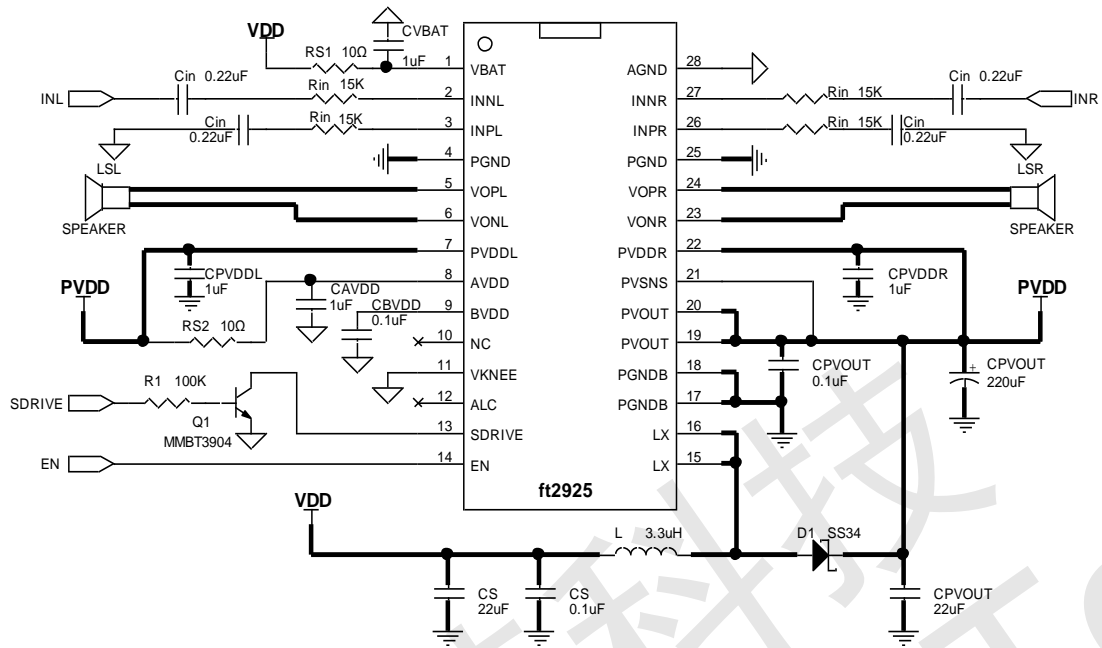 VDD
CVBAT
RS1 10Ω
1uF
1
VBAT
AGND
28
Cin 0.22uF
Rin 15K
INL
2
INNL
INNR
27
Rin 15K
Cin 0.22uF
INR
Cin
0.22uF
Rin 15K
3
INPL
INPR
26
Rin 15K
Cin
0.22uF
4
PGND
PGND
25
LSL
LSR
5
VOPL
VOPR
24
6
VONL
VONR
23
SPEAKER
SPEAKER
7
PVDDL
PVDDR
22
CPVDDL
1uF
CPVDDR
1uF
8
AVDD
PVSNS
21
PVDD
PVDD
CAVDD
1uF
CBVDD
0.1uF
9
BVDD
PVOUT
20
RS2 10Ω
10
NC
PVOUT
19
CPVOUT
0.1uF
CPVOUT
220uF
+
11
VKNEE
PGNDB
18
R1 100K
SDRIVE
12
ALC
PGNDB
17
Q1
MMBT3904
13
SDRIVE
LX
16
EN
14
EN
LX
15
ft2925
VDD
L 3.3uH
D1 SS34
CS
22uF
CS
0.1uF
CPVOUT
22uF
科技